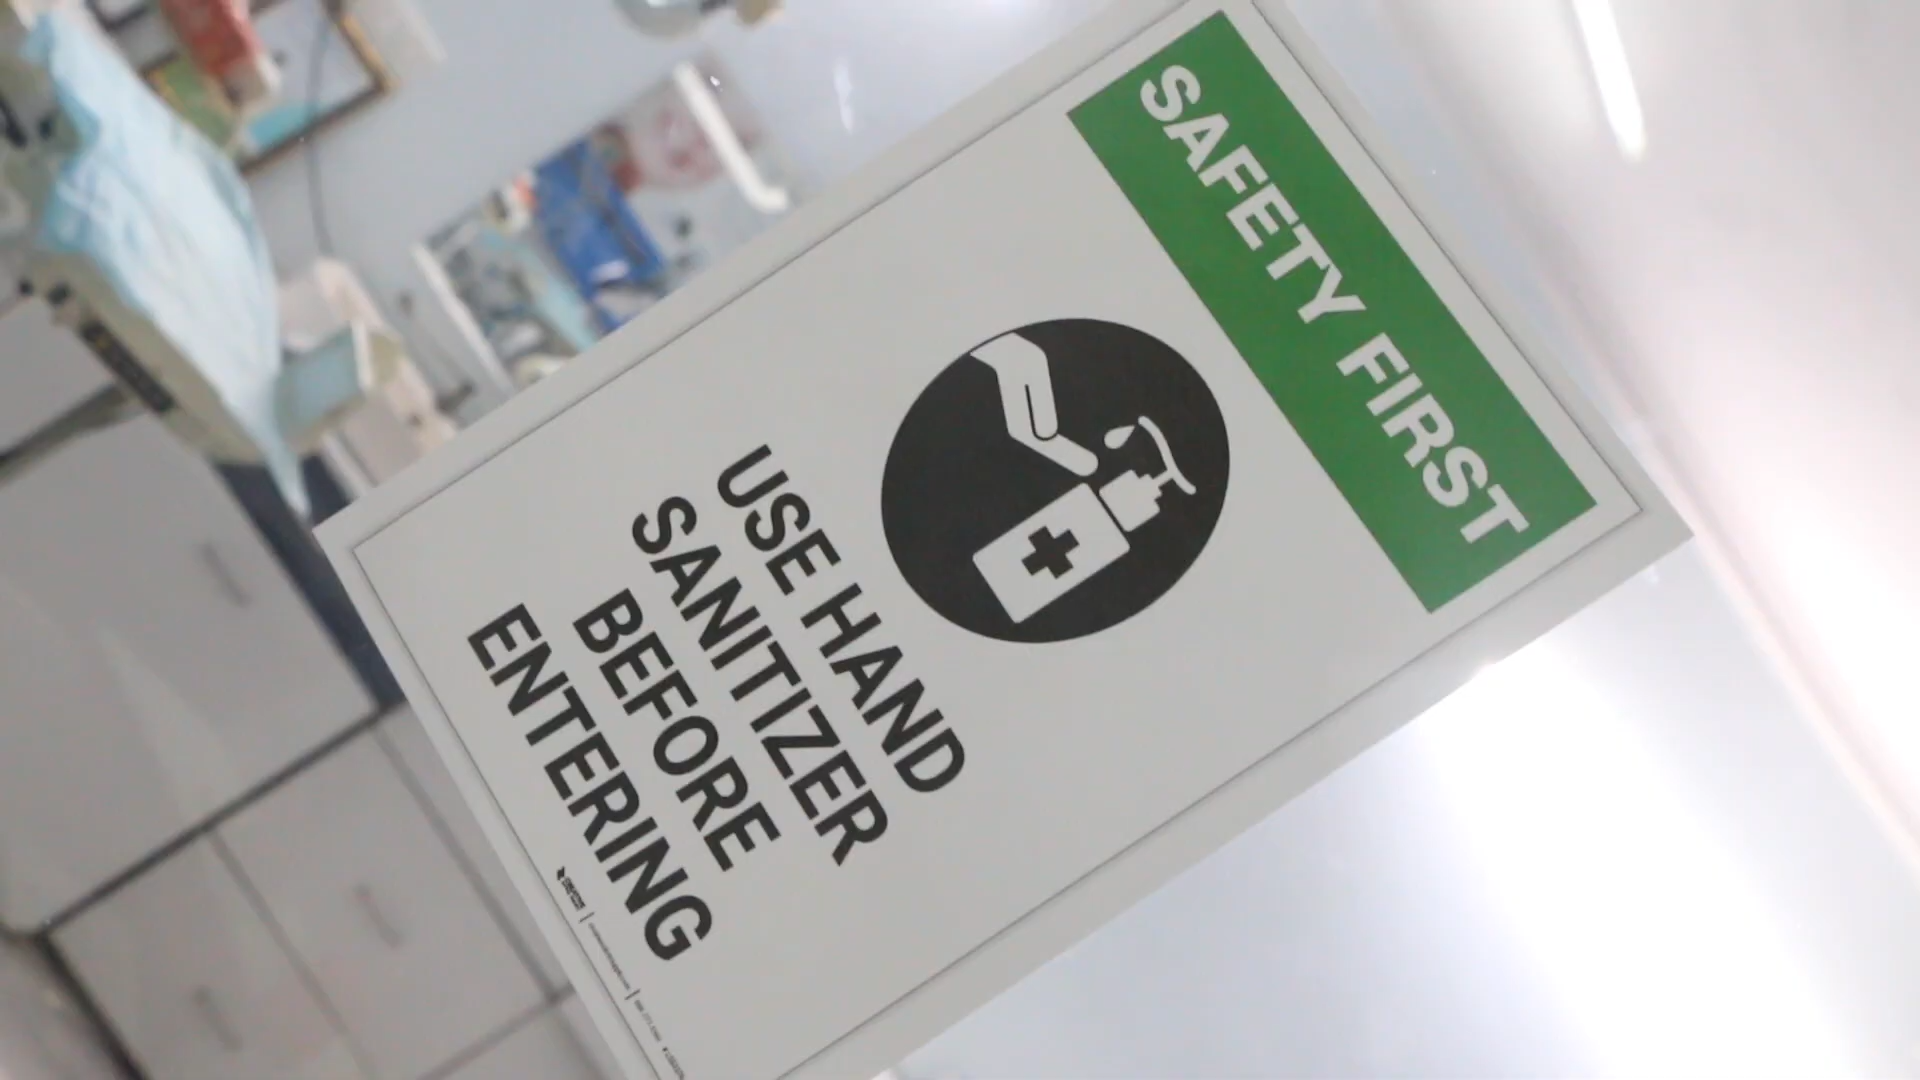 SAFETY FIRST
USE HAND
SANITIZER
BEFORE
ENTERING